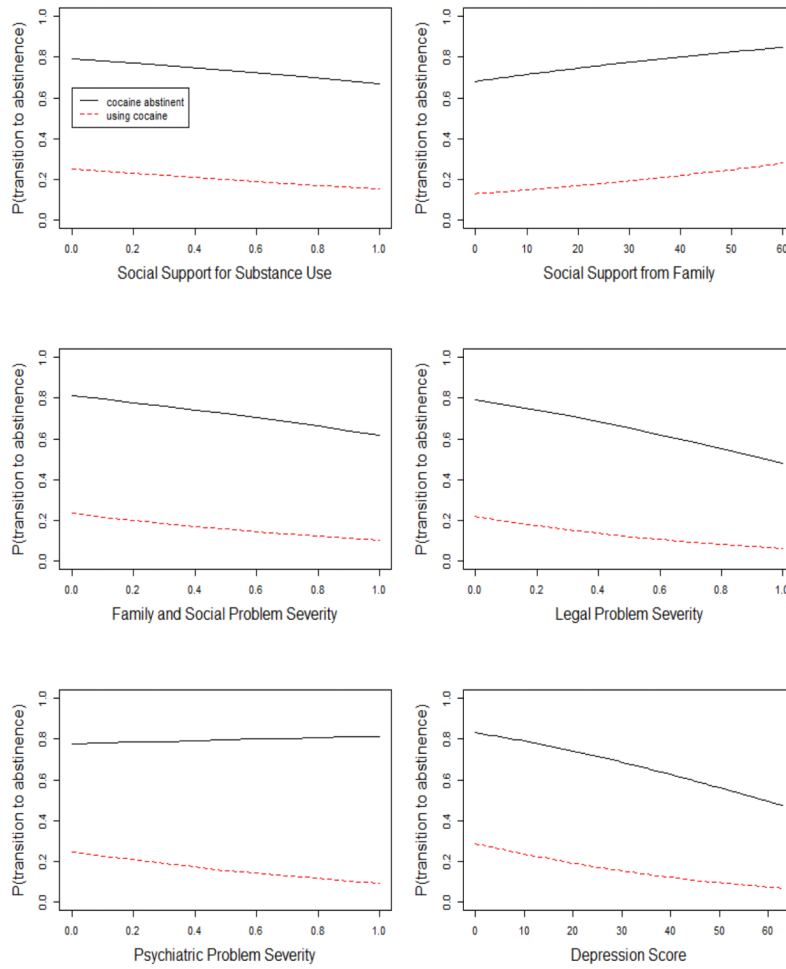 P(transition to abstinence)
1.0
0.8
0.6
0.4
0.2
0.0
cocaine abstinent
using cocaine
0.0 0.2 0.4 0.6 0.8 1.0
Social Support for Substance Use
P(transition to abstinence)
1.0
0.8
0.6
0.4
0.2
0.0
0 10 20 30 40 50 60
Social Support from Family
P(transition to abstinence)
1.0
0.8
0.6
0.4
0.2
0.0
0.0 0.2 0.4 0.6 0.8 1.0
Family and Social Problem Severity
P(transition to abstinence)
1.0
0.8
0.6
0.4
0.2
0.0
0.0 0.2 0.4 0.6 0.8 1.0
Legal Problem Severity
P(transition to abstinence)
1.0
0.8
0.6
0.4
0.2
0.0
0.0 0.2 0.4 0.6 0.8 1.0
Psychiatric Problem Severity
P(transition to abstinence)
1.0
0.8
0.6
0.4
0.2
0.0
0 10 20 30 40 50 60
Depression Score